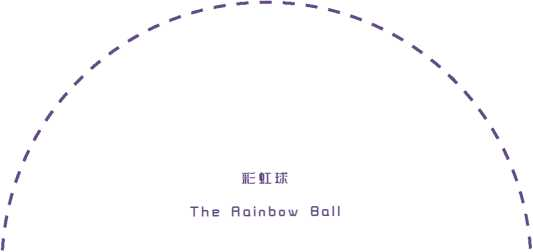 彩虹球
The Rainbow Ball